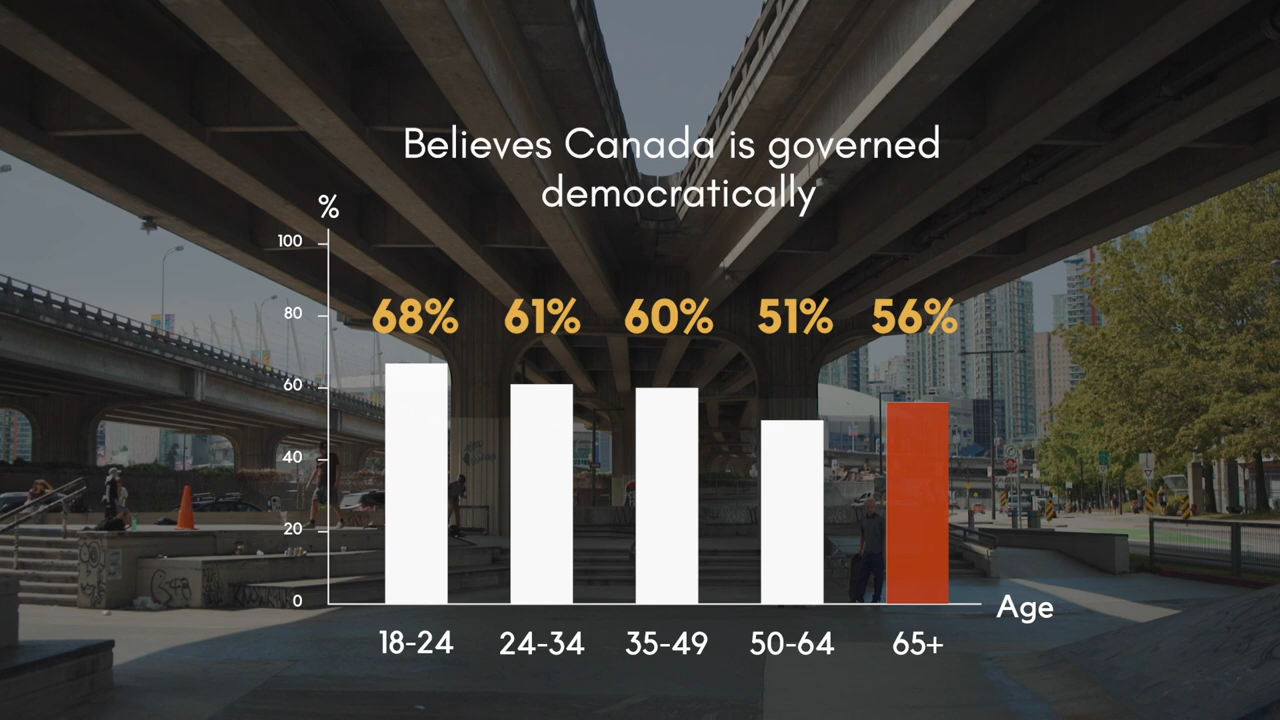 Believes Canada is governed
democratically
%
100
80
60
40
20
0
68% 61% 60% 51% 56%
18-24 24-34 35-49 50-64 65+
Age